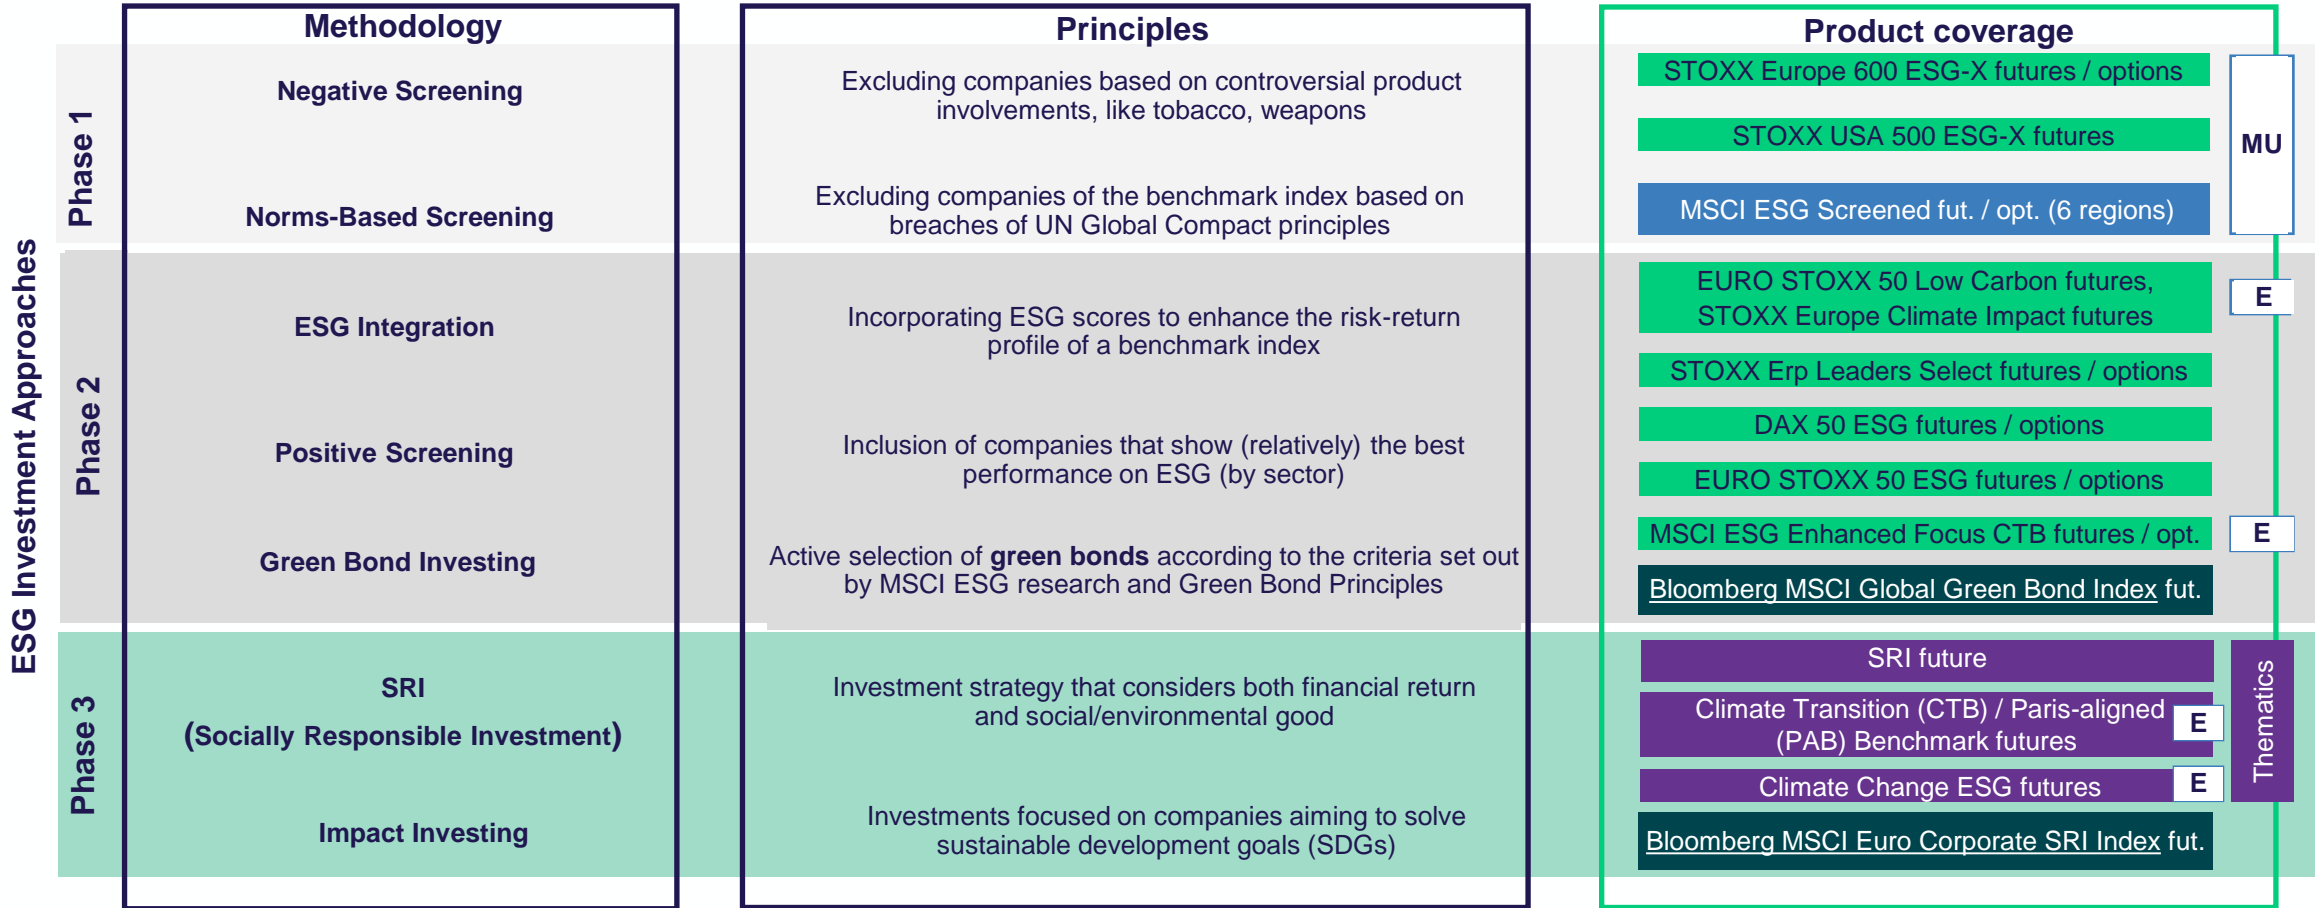 ESG Investment Approaches
Methodology
Principles
Product coverage
Phase 1
Negative Screening
Excluding companies based on controversial product
involvements, like tobacco, weapons
Norms-Based Screening
Excluding companies of the benchmark index based on
breaches of UN Global Compact principles
STOXX Europe 600 ESG-X futures / options
STOXX USA 500 ESG-X futures
MSCI ESG Screened fut. / opt. (6 regions)
MU
Phase 2
ESG Integration
Incorporating ESG scores to enhance the risk-return
profile of a benchmark index
Positive Screening
Inclusion of companies that show (relatively) the best
performance on ESG (by sector)
Green Bond Investing
Active selection of green bonds according to the criteria set out
by MSCI ESG research and Green Bond Principles
EURO STOXX 50 Low Carbon futures,
STOXX Europe Climate Impact futures
E
STOXX Erp Leaders Select futures / options
DAX 50 ESG futures / options
EURO STOXX 50 ESG futures / options
MSCI ESG Enhanced Focus CTB futures / opt.
E
Bloomberg MSCI Global Green Bond Index fut.
Phase 3
SRI
(Socially Responsible Investment)
Investment strategy that considers both financial return
and social/environmental good
Impact Investing
Investments focused on companies aiming to solve
sustainable development goals (SDGs)
SRI future
Climate Transition (CTB) / Paris-aligned
(PAB) Benchmark futures
E
Climate Change ESG futures
E
Bloomberg MSCI Euro Corporate SRI Index fut.
Thematics